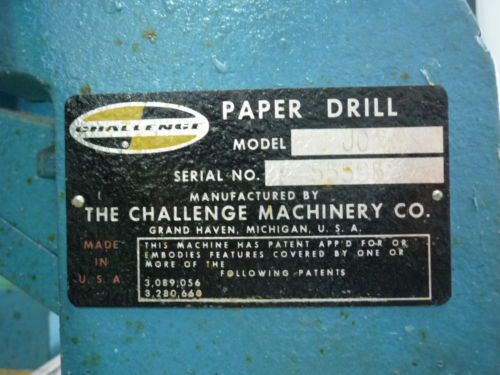 CHALLENGE
PAPER DRILL
MODEL
SERIAL NO.
MANUFACTURED BY
THE CHALLENGE MACHINERY CO.
GRAND HAVEN, MICHIGAN, U. S. A.
MADE IN U.S.A
THIS MACHINE HAS PATENT APP'D FOR OR
EMBODIES FEATURES COVERED BY ONE OR
MORE OF THE
FOLLOWING PATENTS
3,089,056
3,280,660